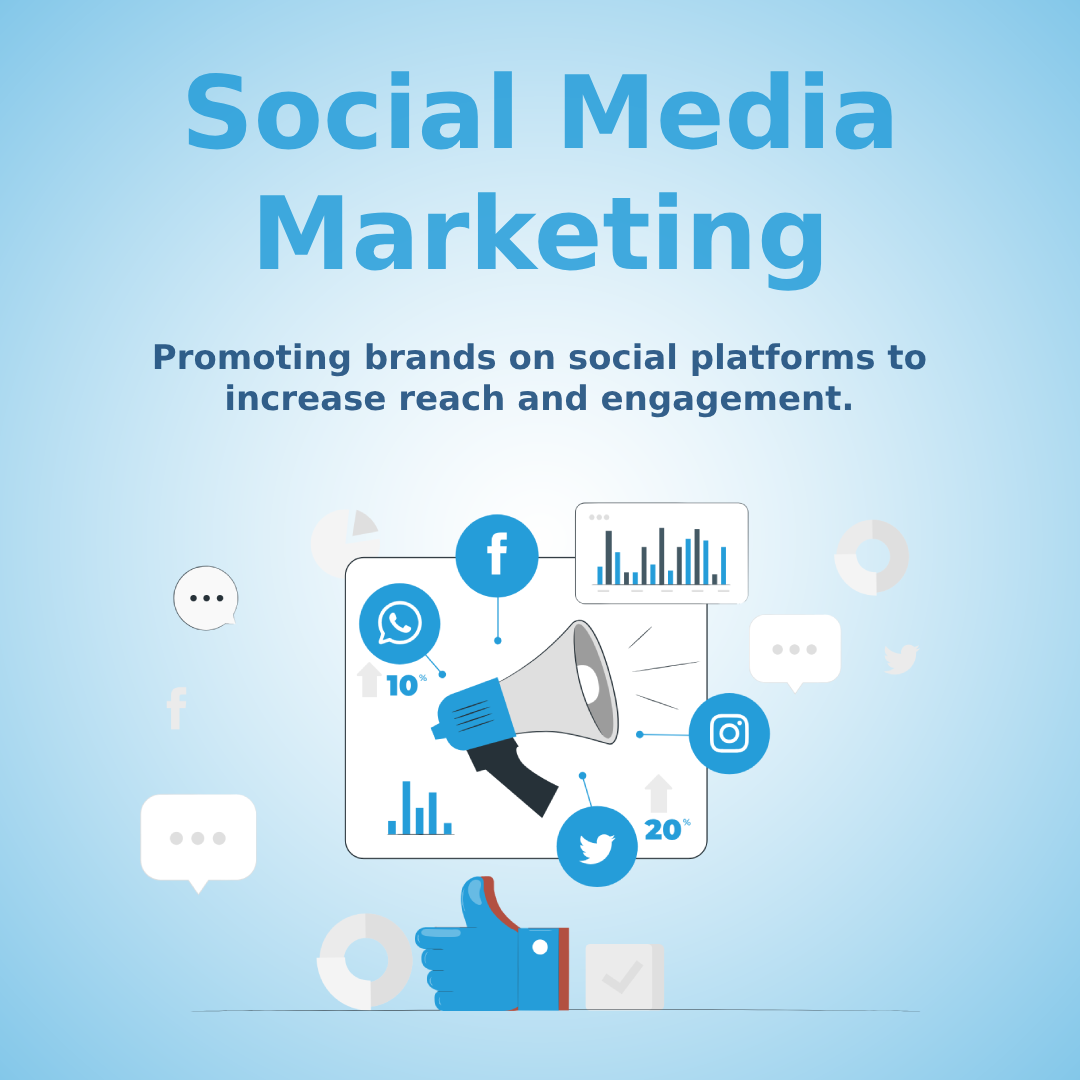 Social Media
Marketing
Promoting brands on social platforms to
increase reach and engagement.
10%
20%